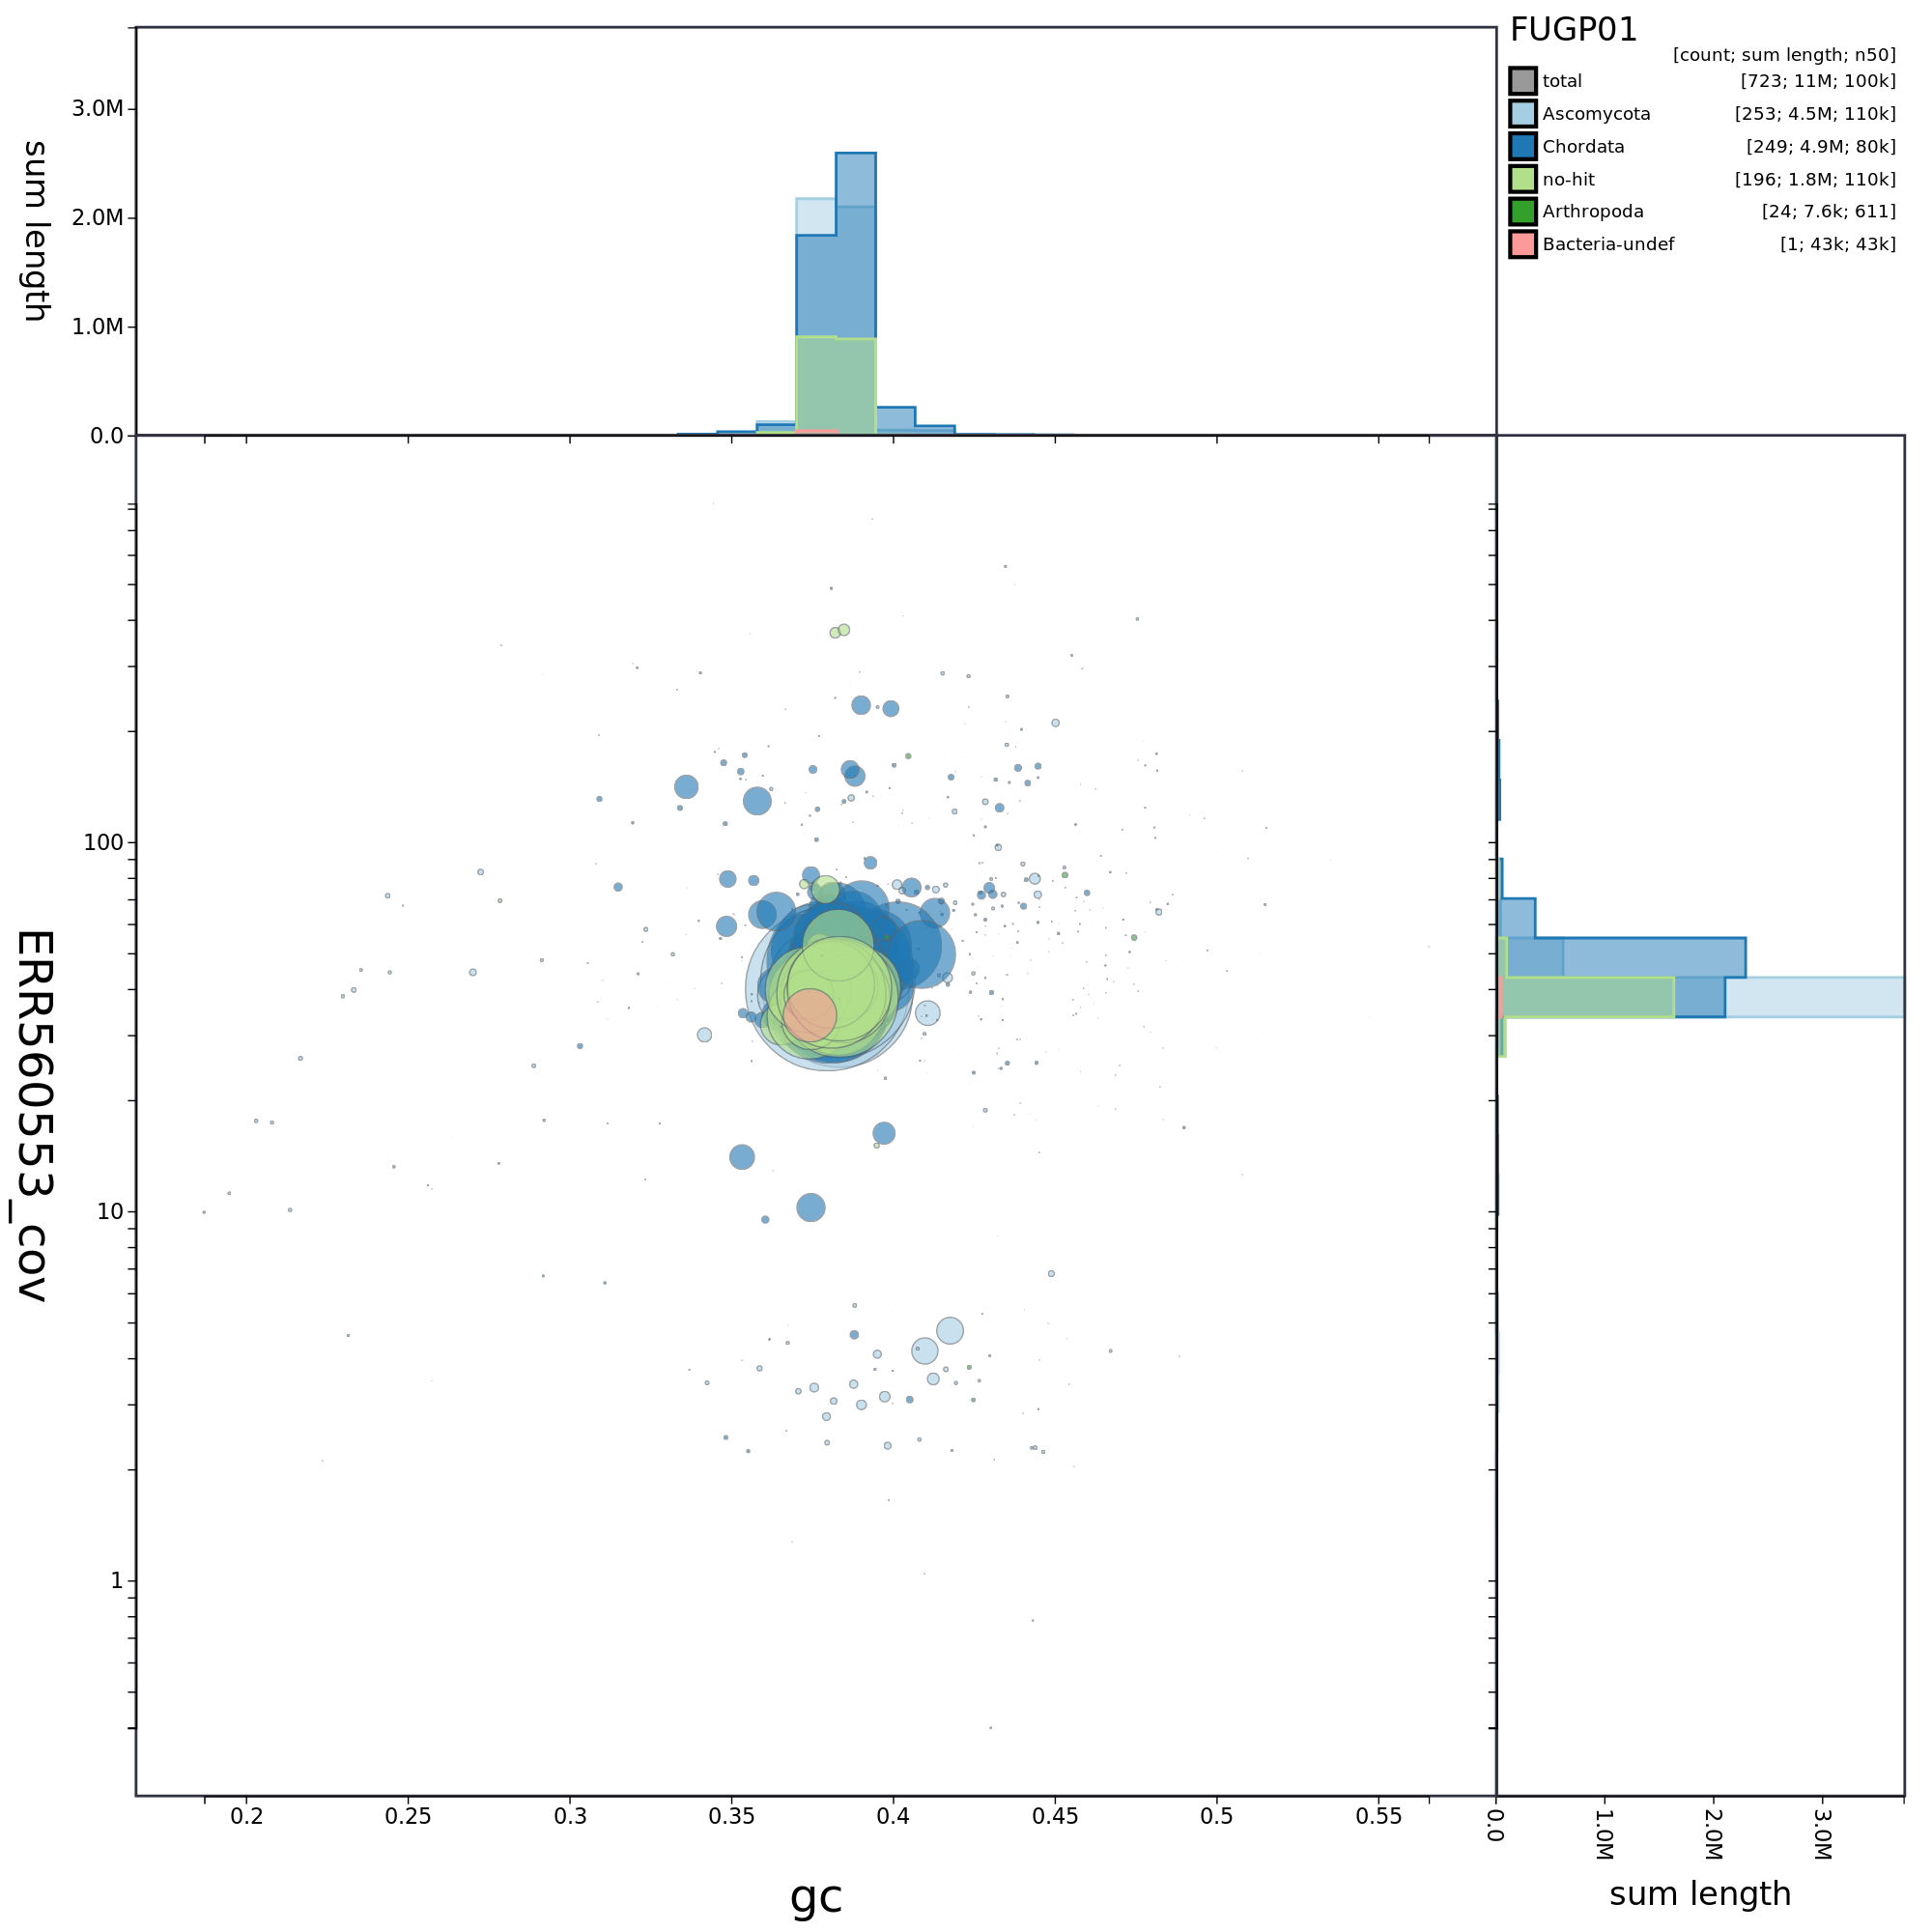 FUGP01
[count; sum length; n50]
total [723; 11M; 100k]
Ascomycota [253; 4.5M; 110k]
Chordata [249; 4.9M; 80k]
no-hit [196; 1.8M; 110k]
Arthropoda [24; 7.6k; 611]
Bacteria-undef [1; 43k; 43k]
sum length
3.0M
2.0M
1.0M
0.0
ERR560553_cov
100
10
1
0.2 0.25 0.3 0.35 0.4 0.45 0.5 0.55
gc
0.0 1.0M 2.0M 3.0M
sum length